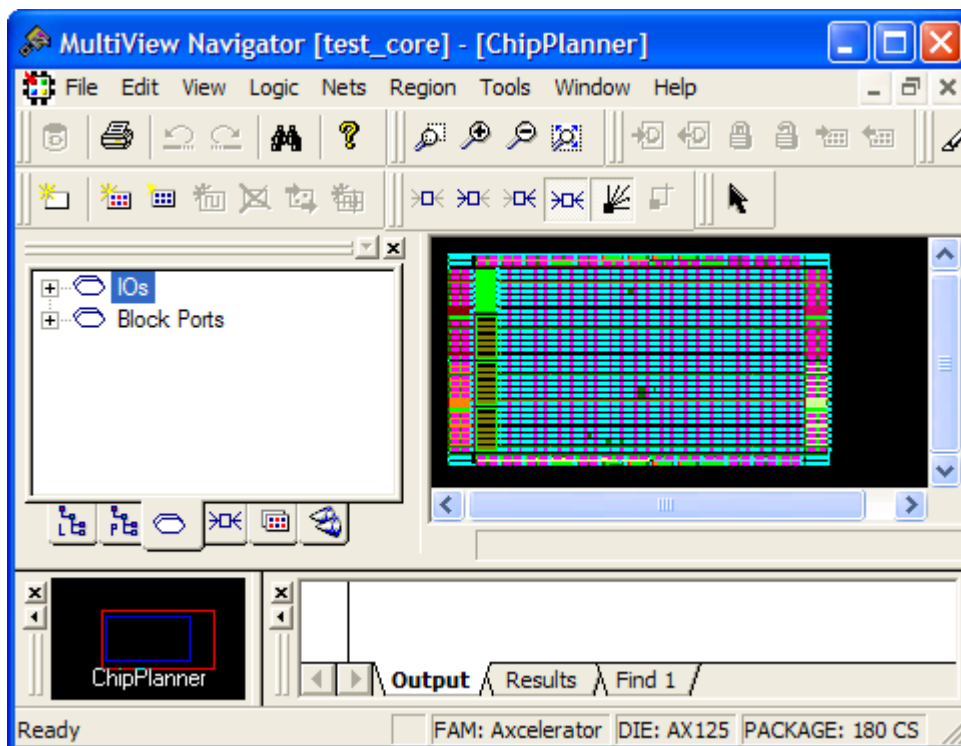 MultiView Navigator [test_core] - [ChipPlanner]
File Edit View Logic Nets Region Tools Window Help
IOs
Block Ports
L P
ChipPlanner
Output Results Find 1
Ready FAM: Axcelerator DIE: AX125 PACKAGE: 180 CS